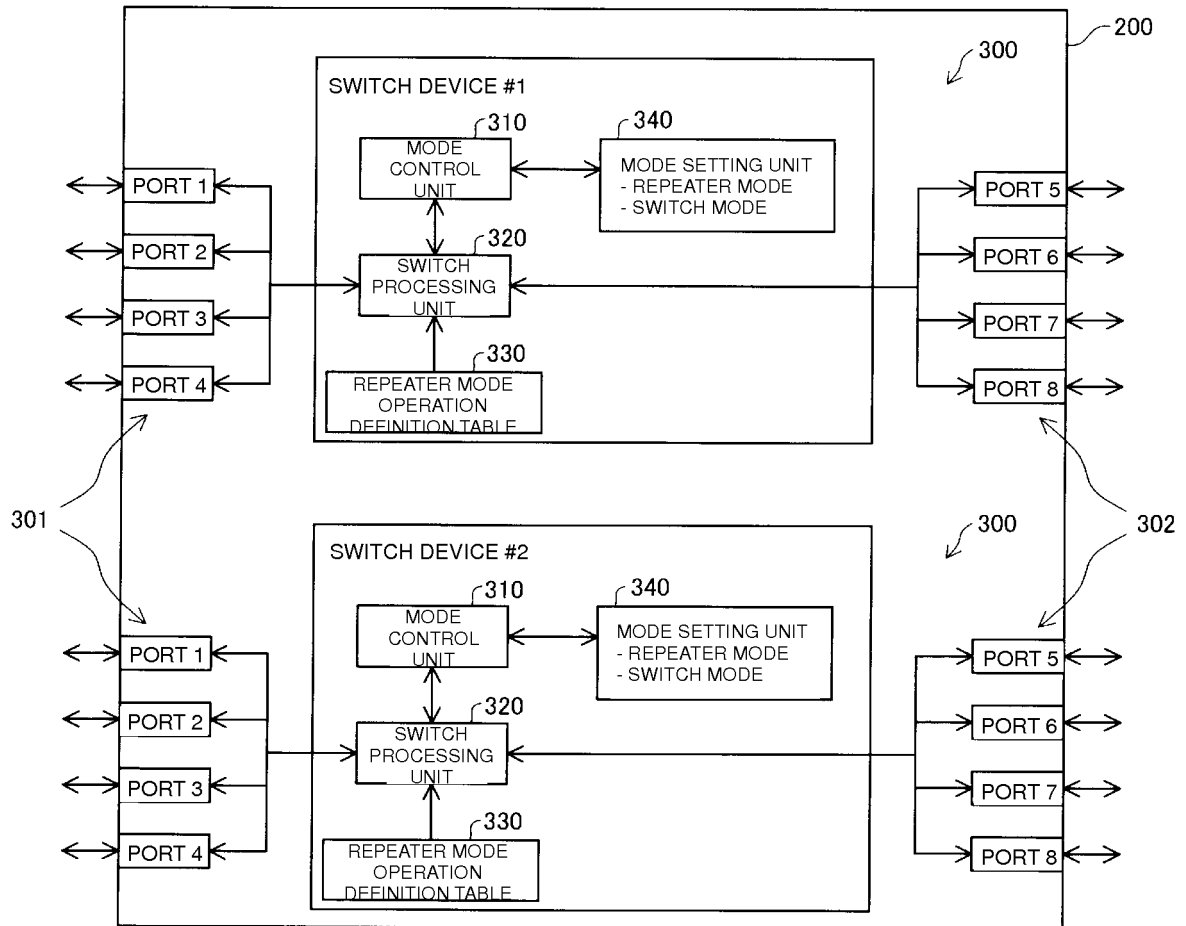 200
300
SWITCH DEVICE #1
310
340
MODE
CONTROL
UNIT
MODE SETTING UNIT
- REPEATER MODE
- SWITCH MODE
PORT 1
PORT 2
PORT 3
PORT 4
320
SWITCH
PROCESSING
UNIT
330
REPEATER MODE
OPERATION
DEFINITION TABLE
PORT 5
PORT 6
PORT 7
PORT 8
301
302
300
SWITCH DEVICE #2
310
340
MODE
CONTROL
UNIT
MODE SETTING UNIT
- REPEATER MODE
- SWITCH MODE
PORT 1
PORT 2
PORT 3
PORT 4
320
SWITCH
PROCESSING
UNIT
330
REPEATER MODE
OPERATION
DEFINITION TABLE
PORT 5
PORT 6
PORT 7
PORT 8